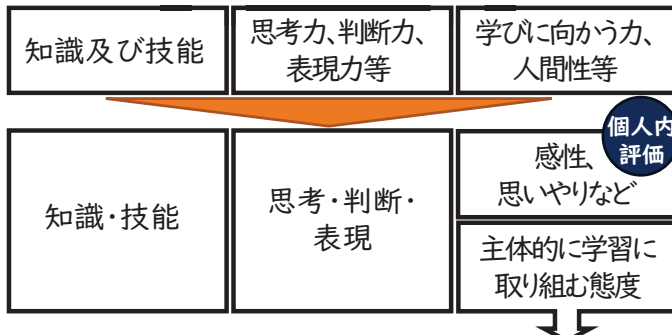 知識及び技能
思考力、判断力、
表現力等
学びに向かう力、
人間性等
個人内
評価
知識・技能
思考・判断・
表現
感性、
思いやりなど
主体的に学習に
取り組む態度